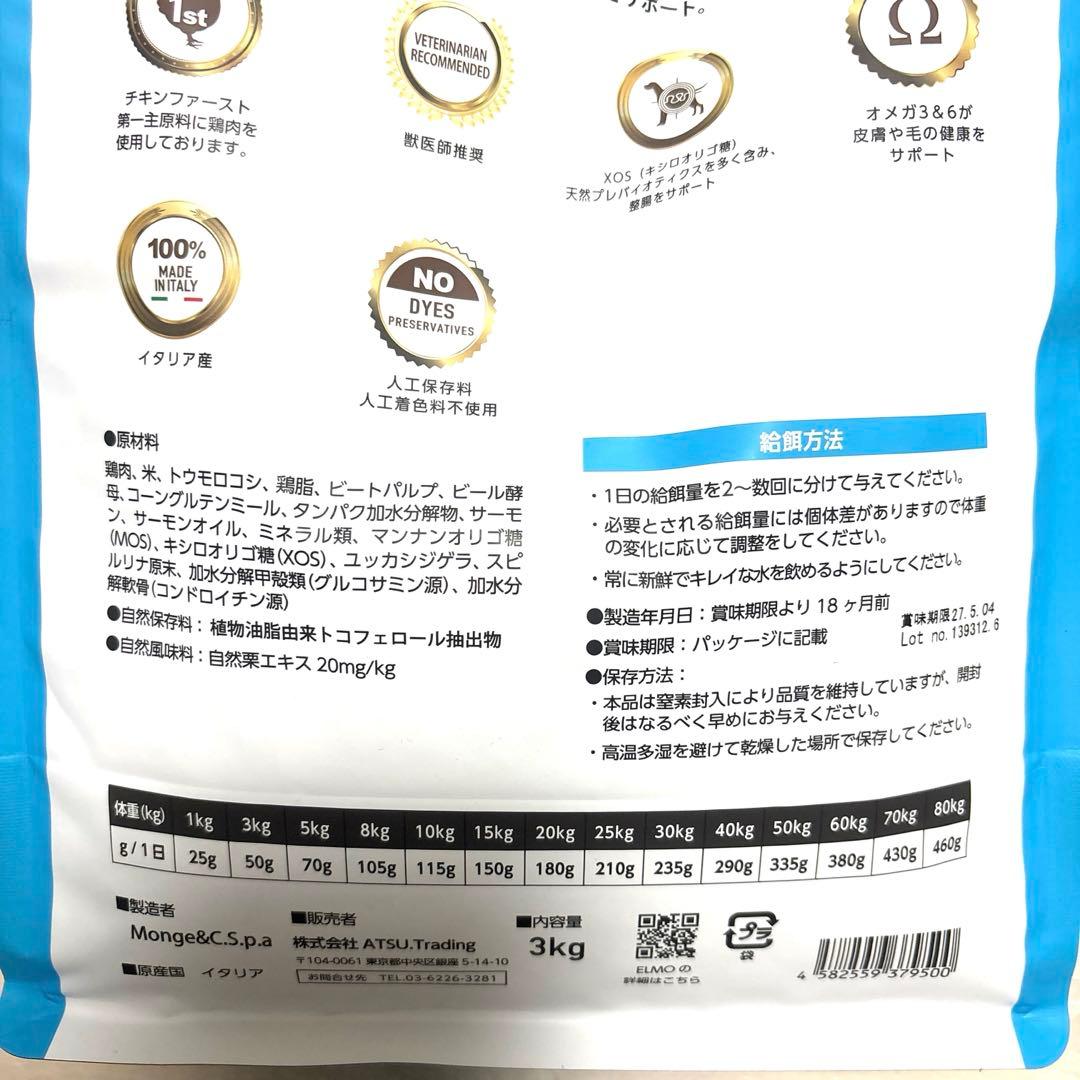 1st
チキンファースト
第一主原料に鶏肉を
使用しております。
VETERINARIAN
RECOMMENDED
獣医師推奨
サポート。
XOS（キシロオリゴ糖）
天然プレバイオティクスを多く含み、
整腸をサポート
Ω
オメガ3＆6が
皮膚や毛の健康を
サポート
100%
MADE
IN ITALY
イタリア産
NO
DYES
PRESERVATIVES
人工保存料
人工着色料不使用
●原材料
鶏肉、米、トウモロコシ、鶏脂、ビートパルプ、ビール酵
母、コーングルテンミール、タンパク加水分解物、サーモ
ン、サーモンオイル、ミネラル類、マンナンオリゴ糖
(MOS)、キシロオリゴ糖(XOS)、ユッカシジゲラ、スピ
ルリナ原末、加水分解甲殻類(グルコサミン源)、加水分
解軟骨(コンドロイチン源)
●自然保存料：植物油脂由来トコフェロール抽出物
●自然風味料：自然栗エキス 20mg/kg
給餌方法
・1日の給餌量を2〜数回に分けて与えてください。
・必要とされる給餌量には個体差がありますので体重
の変化に応じて調整をしてください。
・常に新鮮でキレイな水を飲めるようにしてください。
●製造年月日：賞味期限より 18 ヶ月前
●賞味期限：パッケージに記載
賞味期限27.5.04
Lot no.139312.6
●保存方法：
・本品は窒素封入により品質を維持していますが、開封
後はなるべく早めにお与えください。
・高温多湿を避けて乾燥した場所で保存してください。
体重(kg) 1kg 3kg 5kg 8kg 10kg 15kg 20kg 25kg 30kg 40kg 50kg 60kg 70kg 80kg
g/1日 25g 50g 70g 105g 115g 150g 180g 210g 235g 290g 335g 380g 430g 460g
■製造者
Monge&C.S.p.a
■原産国 イタリア
■販売者
株式会社 ATSU.Trading
〒104-0061 東京都中央区銀座 5-14-10
お問合せ先 TEL.03-6226-3281
■内容量
3kg
ELMO の
詳細はこちら
プラ
袋
4 582559 379500